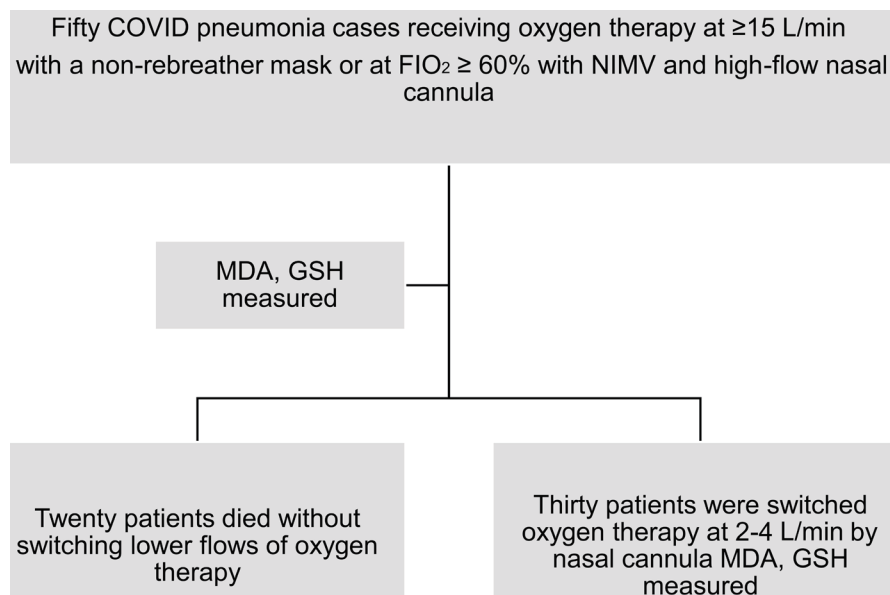 Fifty COVID pneumonia cases receiving oxygen therapy at ≥15 L/min
with a non-rebreather mask or at FIO₂ ≥ 60% with NIMV and high-flow nasal
cannula
MDA, GSH
measured
Twenty patients died without
switching lower flows of oxygen
therapy
Thirty patients were switched
oxygen therapy at 2-4 L/min by
nasal cannula MDA, GSH
measured